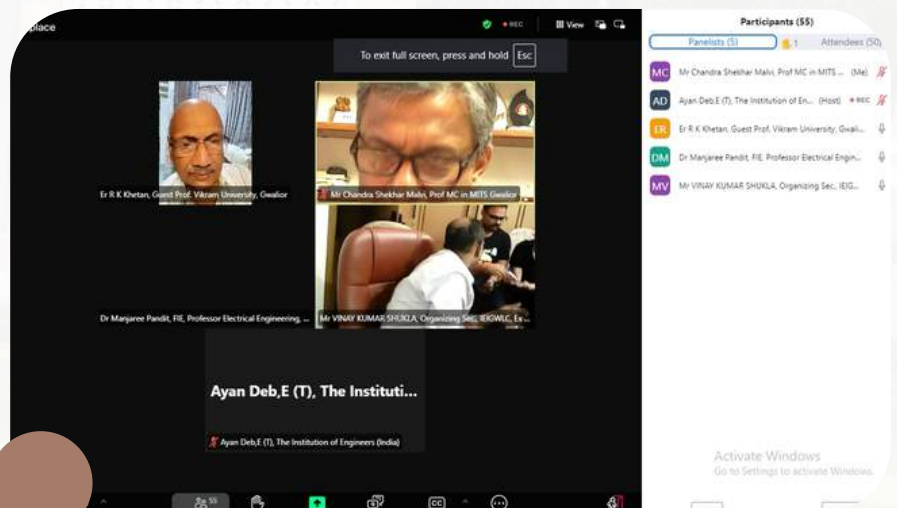 place
REC
View
To exit full screen, press and hold Esc
Er R K Khetan, Guest Prof. Vikram University, Gwalior
Mr Chandra Shekhar Malvi, Prof MC in MITS Gwalior
Dr Manjaree Pandit, FIE, Professor Electrical Engineering, ...
Mr VINAY KUMAR SHUKLA, Organizing Sec, IEIGWLC, Ex ...
Ayan Deb,E (T), The Instituti...
Ayan Deb,E (T), The Institution of Engineers (India)
55
CC
Participants (55)
Panelists (5)
1
Attendees (50)
MC Mr Chandra Shekhar Malvi, Prof MC in MITS ... (Me)
AD Ayan Deb,E (T), The Institution of En... (Host) REC
ER Er R K Khetan, Guest Prof. Vikram University, Gwali...
DM Dr Manjaree Pandit, FIE, Professor Electrical Engin...
MV Mr VINAY KUMAR SHUKLA, Organizing Sec, IEIG...
Activate Windows
Go to Settings to activate Windows.